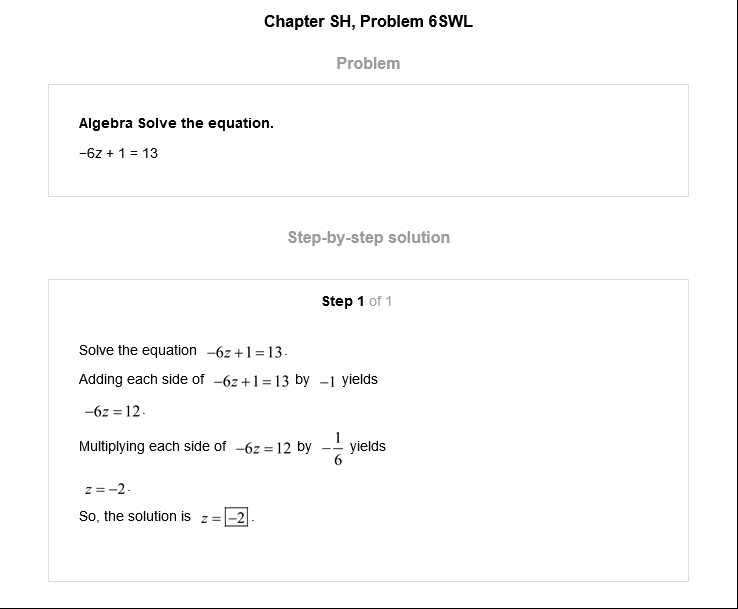 Chapter SH, Problem 6SWL
Problem
Algebra Solve the equation.
−6z + 1 = 13
Step-by-step solution
Step 1 of 1
Solve the equation −6z + 1 = 13.
Adding each side of −6z + 1 = 13 by −1 yields
−6z = 12.
Multiplying each side of −6z = 12 by −1/6 yields
z = −2.
So, the solution is z = −2.